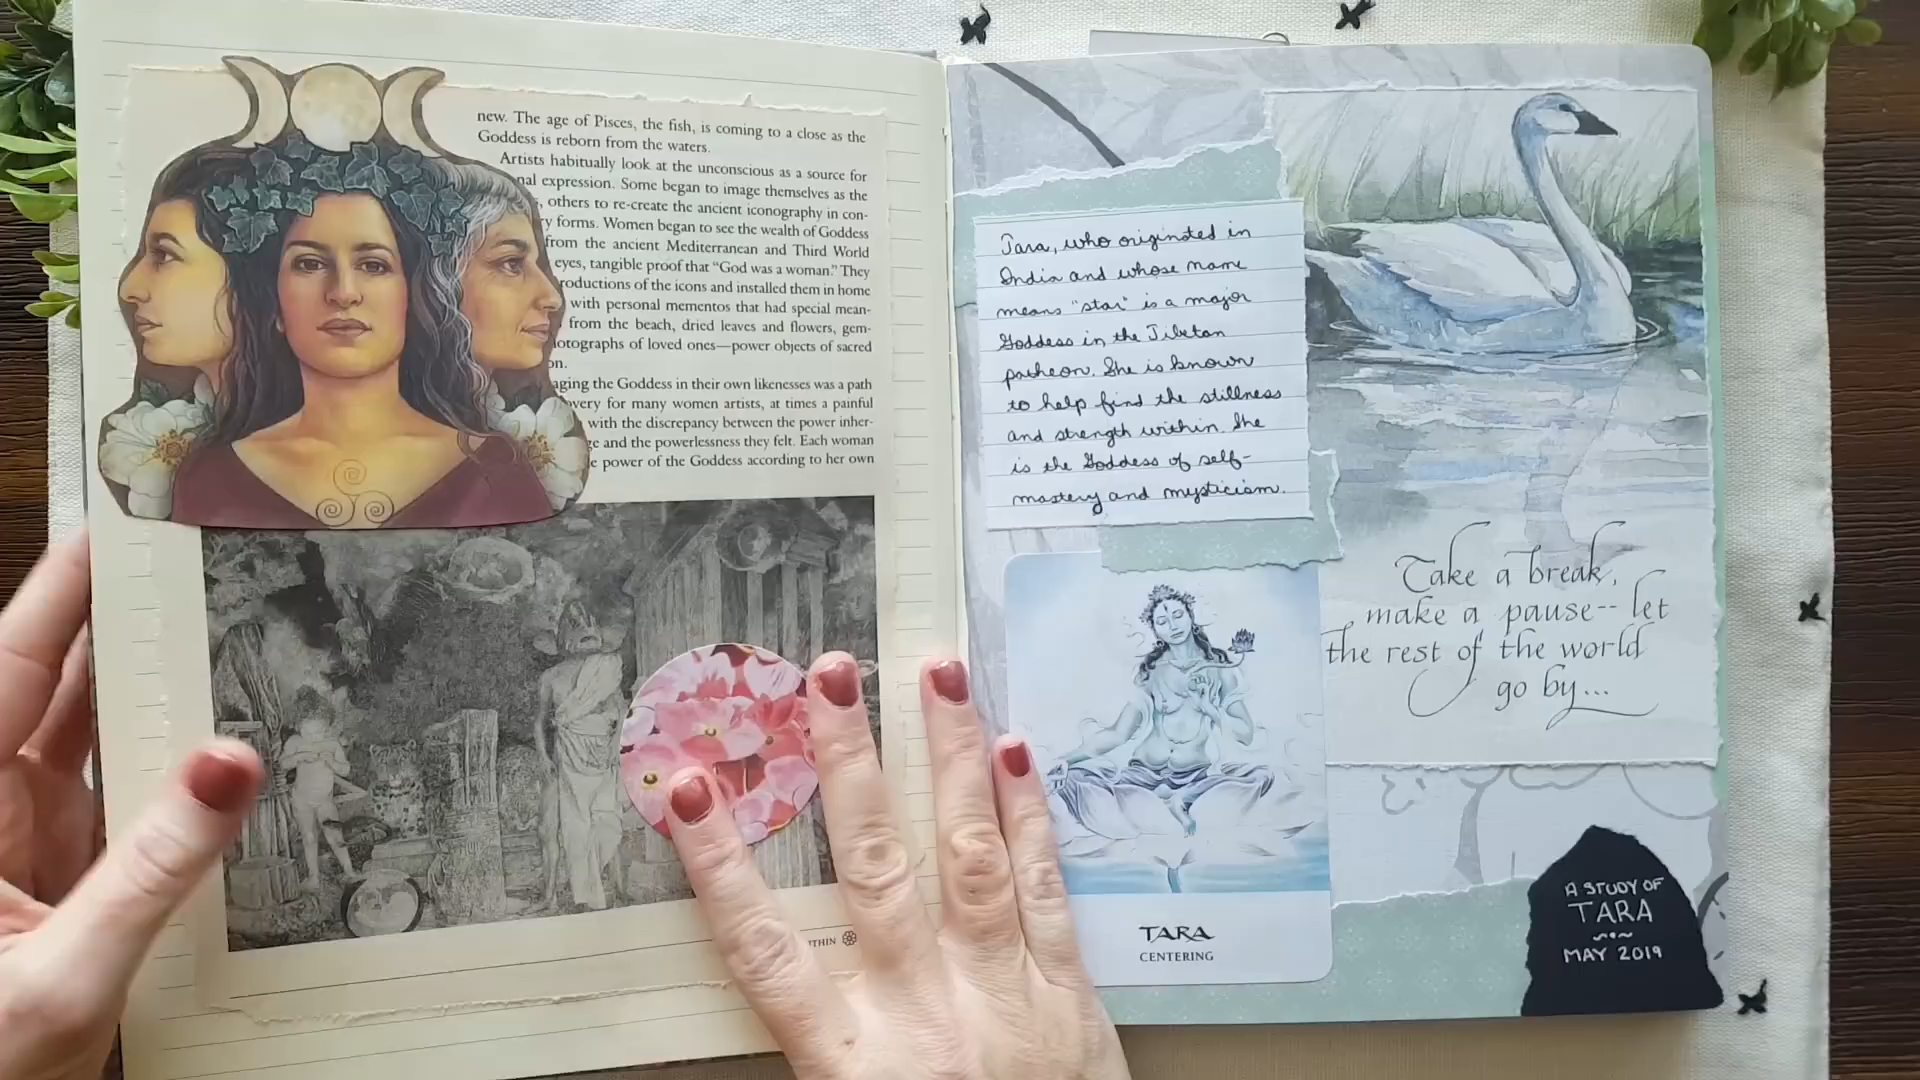 new. The age of Pisces, the fish, is coming to a close as the
Goddess is reborn from the waters.
Artists habitually look at the unconscious as a source for
nal expression. Some began to image themselves as the
, others to re-create the ancient iconography in con-
ry forms. Women began to see the wealth of Goddess
from the ancient Mediterranean and Third World
eyes, tangible proof that “God was a woman.” They
roductions of the icons and installed them in home
with personal mementos that had special mean-
from the beach, dried leaves and flowers, gem-
otographs of loved ones—power objects of sacred
on.
aging the Goddess in their own likenesses was a path
overy for many women artists, at times a painful
with the discrepancy between the power inher-
ge and the powerlessness they felt. Each woman
e power of the Goddess according to her own
THIN
Tara, who originated in
India and whose name
means "star" is a major
Goddess in the Tibetan
patheon. She is known
to help find the stillness
and strength within. She
is the Goddess of self-
mastery and mysticism.
Take a break,
make a pause-- let
the rest of the world
go by...
TARA
CENTERING
A STUDY OF
TARA
MAY 2019